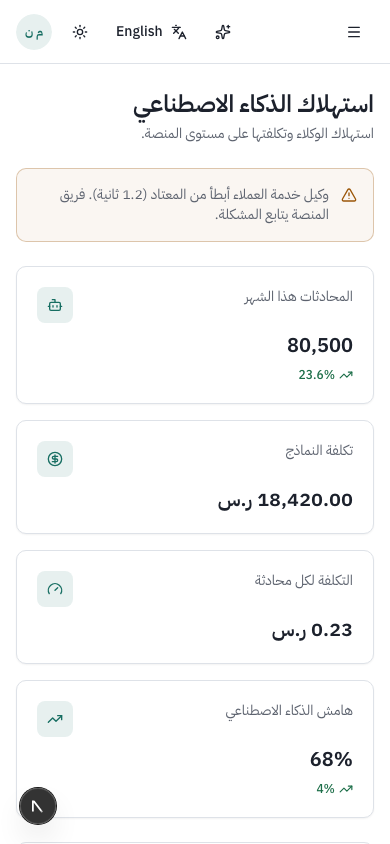 English
م ن
استهلاك الذكاء الاصطناعي
استهلاك الوكلاء وتكلفتها على مستوى المنصة.
وكيل خدمة العملاء أبطأ من المعتاد (1.2 ثانية). فريق
المنصة يتابع المشكلة.
المحادثات هذا الشهر
80,500
23.6%
تكلفة النماذج
18,420.00 ر.س
التكلفة لكل محادثة
0.23 ر.س
هامش الذكاء الاصطناعي
68%
4%